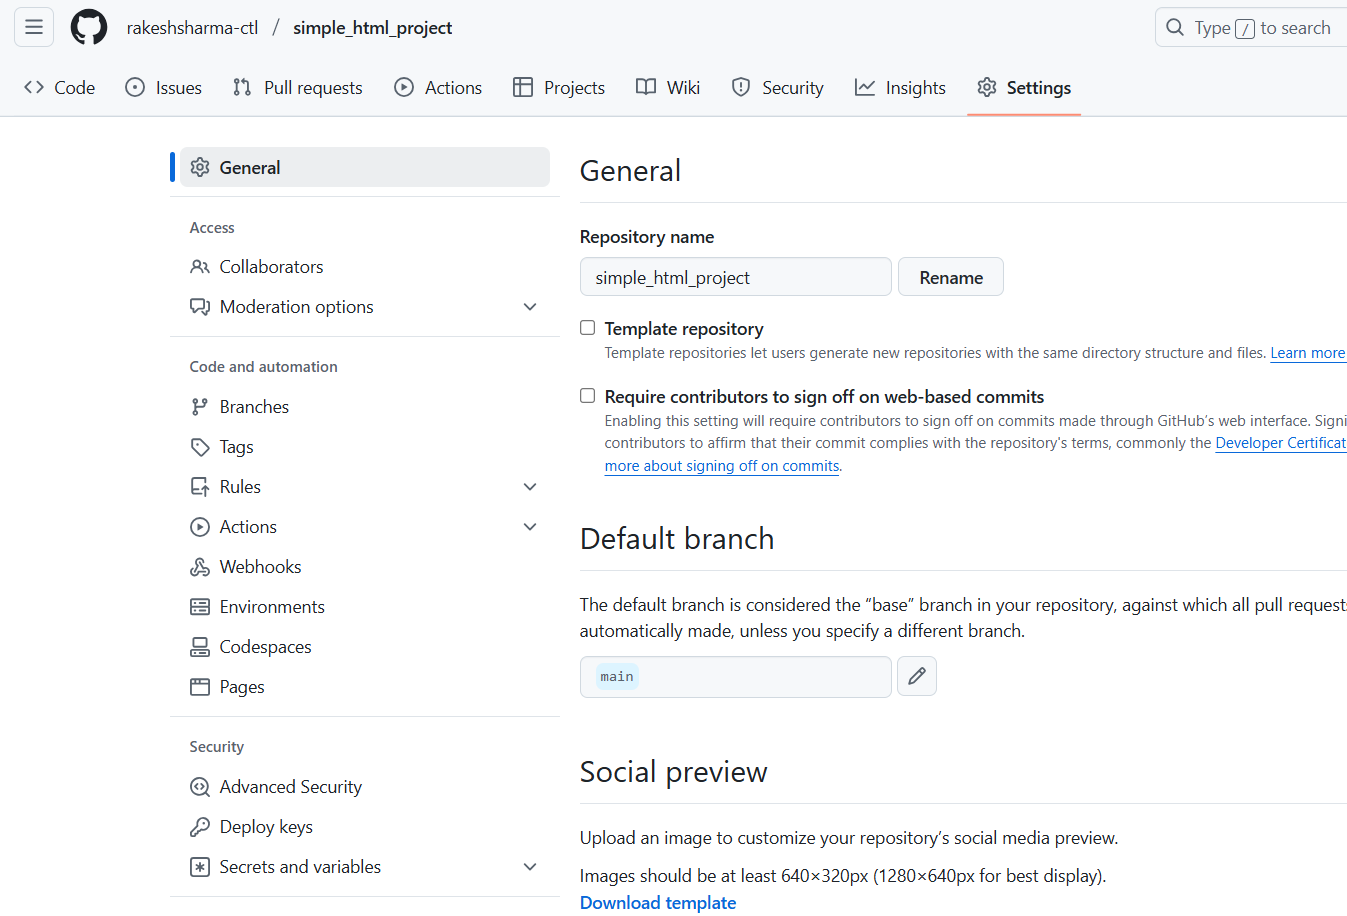 rakeshsharma-ctl / simple_html_project
Type / to search
Code Issues Pull requests Actions Projects Wiki Security Insights Settings
General
Access
Collaborators
Moderation options
Code and automation
Branches
Tags
Rules
Actions
Webhooks
Environments
Codespaces
Pages
Security
Advanced Security
Deploy keys
Secrets and variables
General
Repository name
simple_html_project Rename
Template repository
Template repositories let users generate new repositories with the same directory structure and files. Learn more
Require contributors to sign off on web-based commits
Enabling this setting will require contributors to sign off on commits made through GitHub’s web interface. Signi
contributors to affirm that their commit complies with the repository's terms, commonly the Developer Certificat
more about signing off on commits.
Default branch
The default branch is considered the “base” branch in your repository, against which all pull requests
automatically made, unless you specify a different branch.
main
Social preview
Upload an image to customize your repository’s social media preview.
Images should be at least 640×320px (1280×640px for best display).
Download template